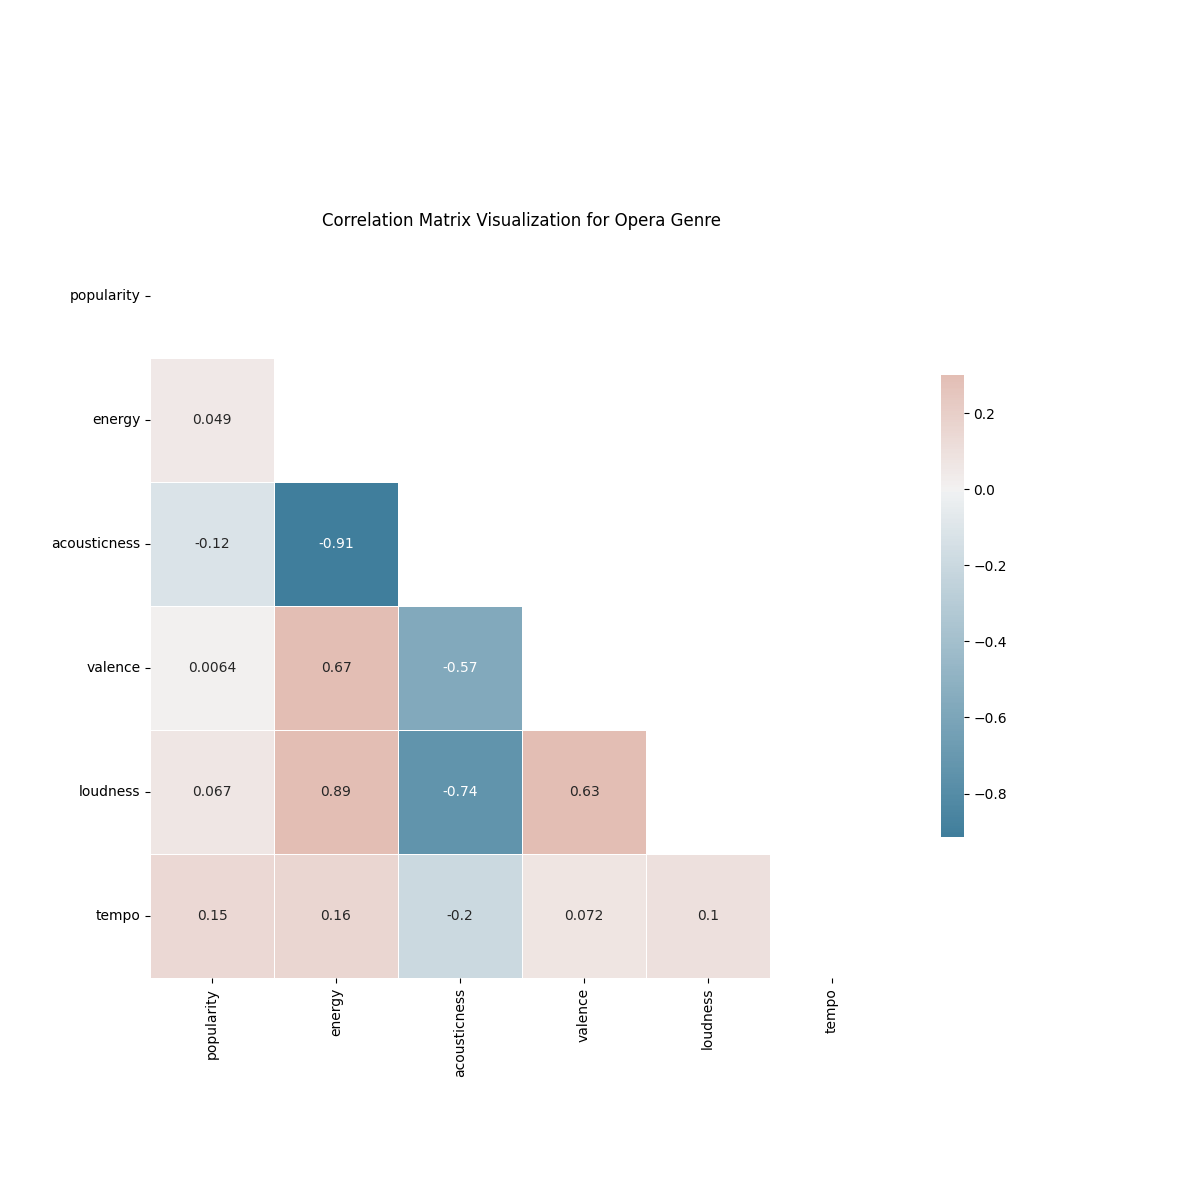 Correlation Matrix Visualization for Opera Genre
popularity
energy 0.049
acousticness -0.12 -0.91
valence 0.0064 0.67 -0.57
loudness 0.067 0.89 -0.74 0.63
tempo 0.15 0.16 -0.2 0.072 0.1
popularity energy acousticness valence loudness tempo
0.2
0.0
−0.2
−0.4
−0.6
−0.8